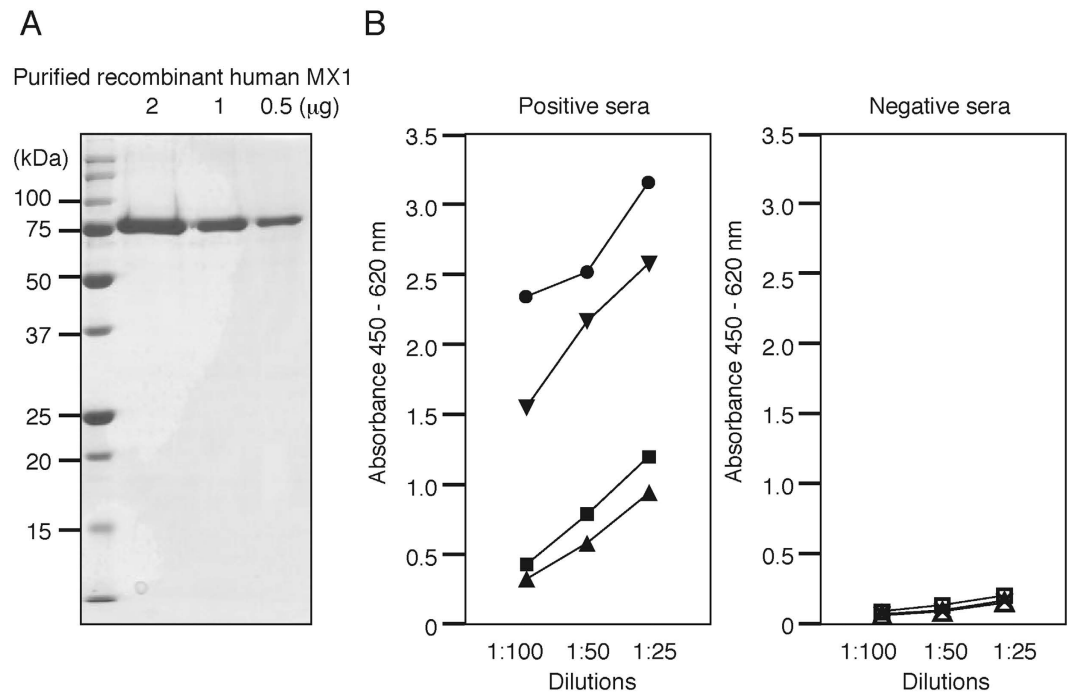 A
Purified recombinant human MX1
2 1 0.5 (μg)
(kDa)
100
75
50
37
25
20
15
B
Positive sera
Absorbance 450 - 620 nm
3.5
3.0
2.5
2.0
1.5
1.0
0.5
0
1:100 1:50 1:25
Dilutions
Negative sera
Absorbance 450 - 620 nm
3.5
3.0
2.5
2.0
1.5
1.0
0.5
0
1:100 1:50 1:25
Dilutions